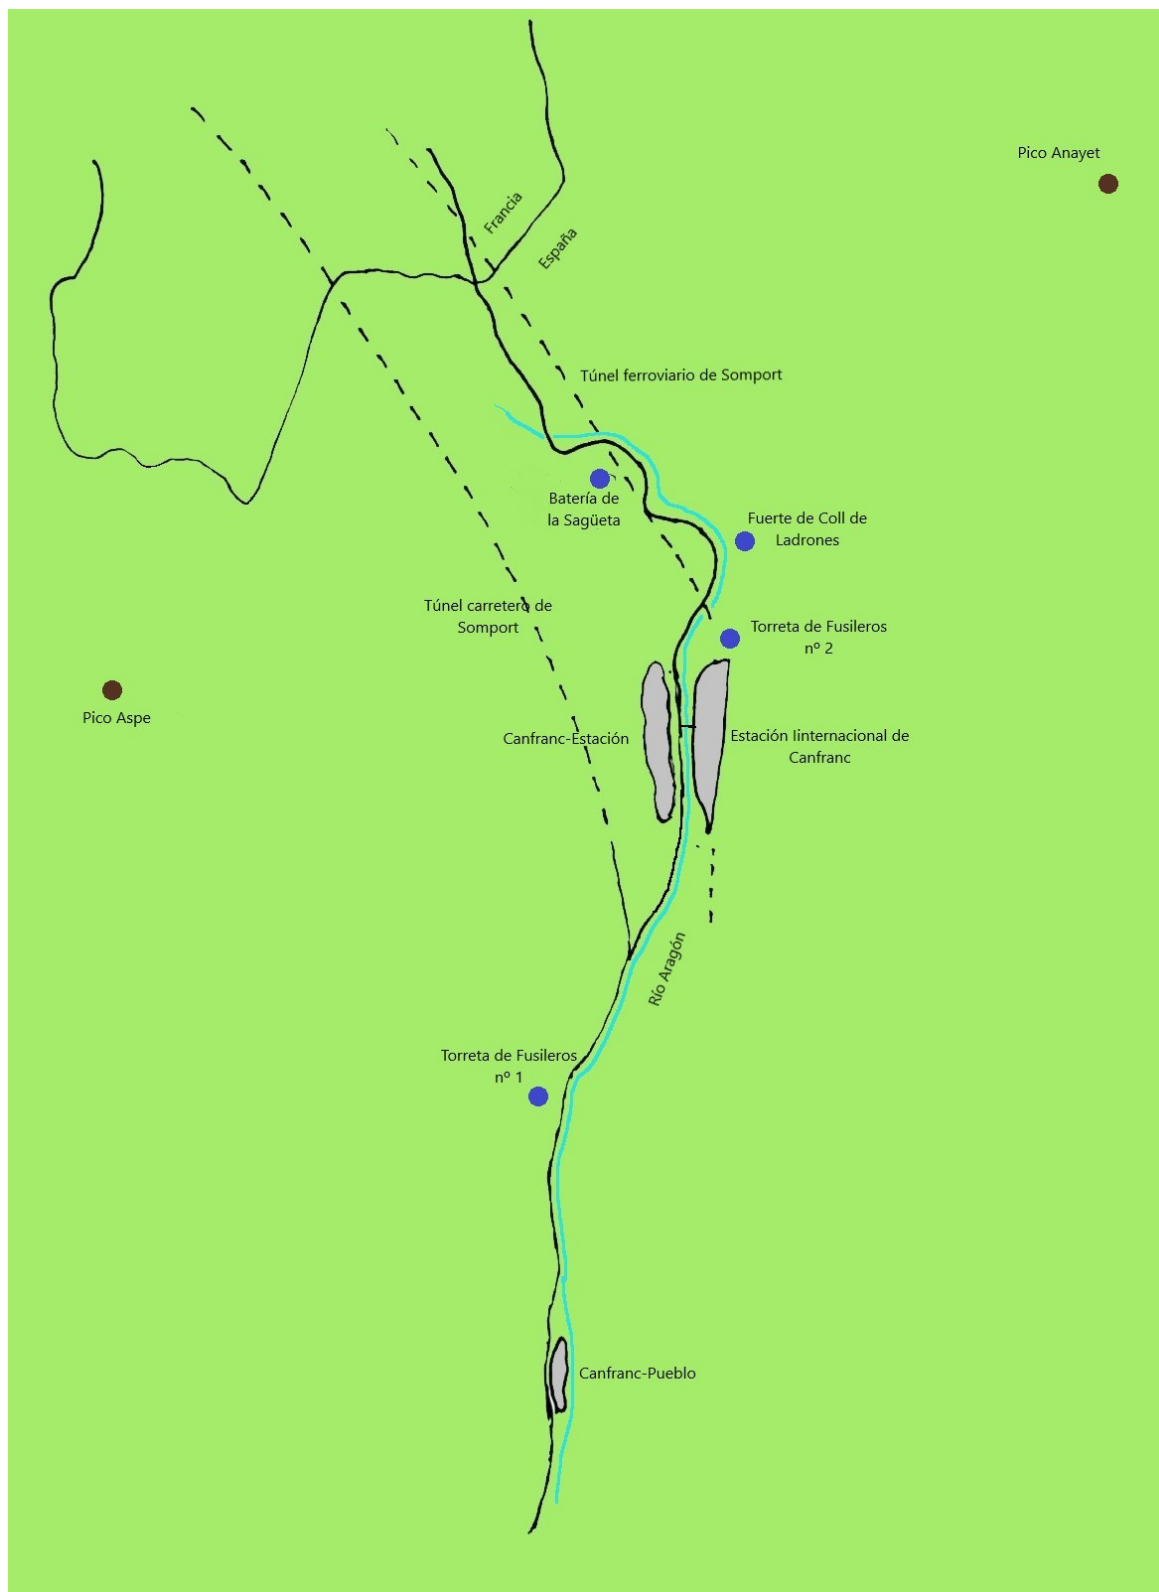 Pico Anayet
Francia
España
Túnel ferroviario de Somport
Batería de
la Sagüeta
Fuerte de Coll de
Ladrones
Túnel carretero de
Somport
Torreta de Fusileros
nº 2
Pico Aspe
Canfranc-Estación
Estación Iinternacional de
Canfranc
Río Aragón
Torreta de Fusileros
nº 1
Canfranc-Pueblo